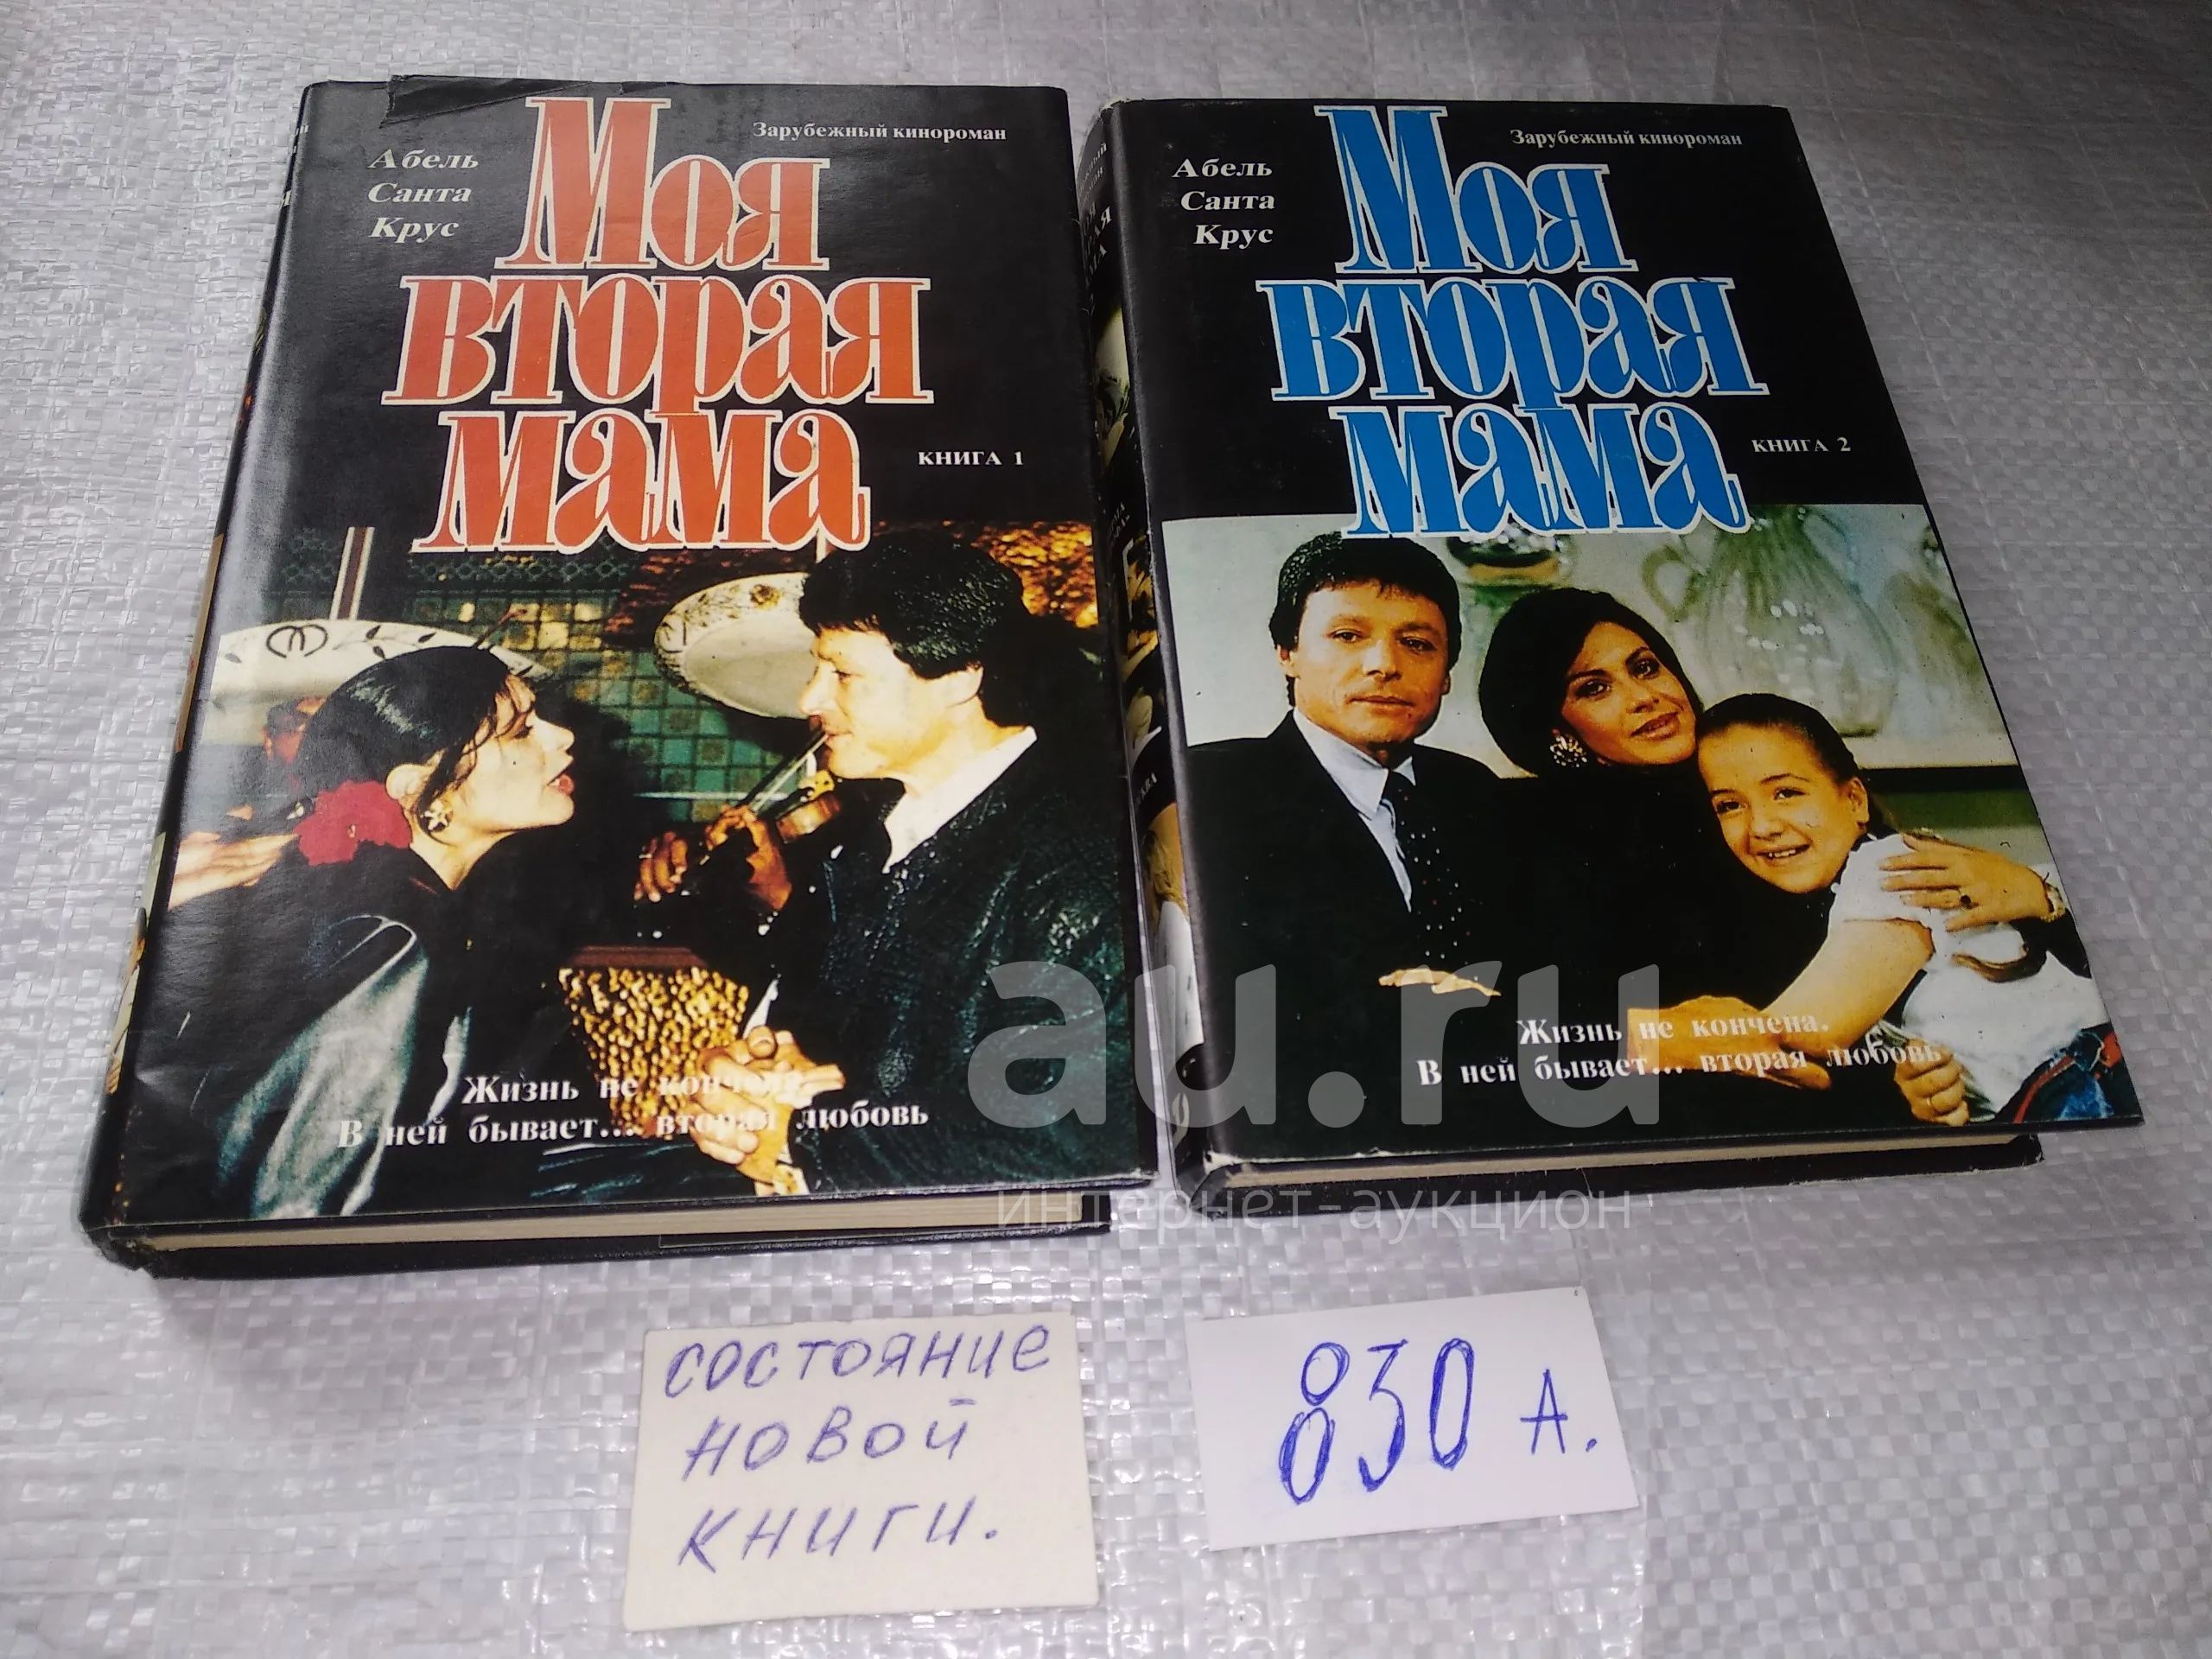 Абель
Санта
Крус
Зарубежный кинороман
Моя
вторая
мама
КНИГА 1
Жизнь не кончена.
В ней бывает... вторая любовь
Абель
Санта
Крус
Зарубежный кинороман
Моя
вторая
мама
КНИГА 2
Жизнь не кончена.
В ней бывает... вторая любовь
au.ru
интернет-аукцион
состояние
новой
книги.
830 А.